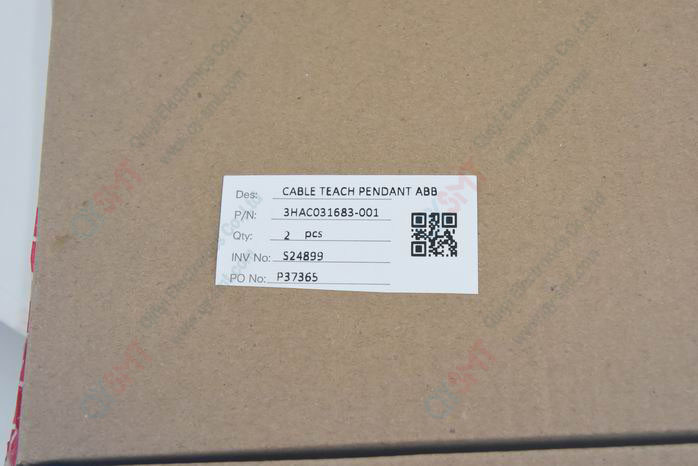 Des: CABLE TEACH PENDANT ABB
P/N: 3HAC031683-001
Qty: 2 pcs
INV No: S24899
PO No: P37365